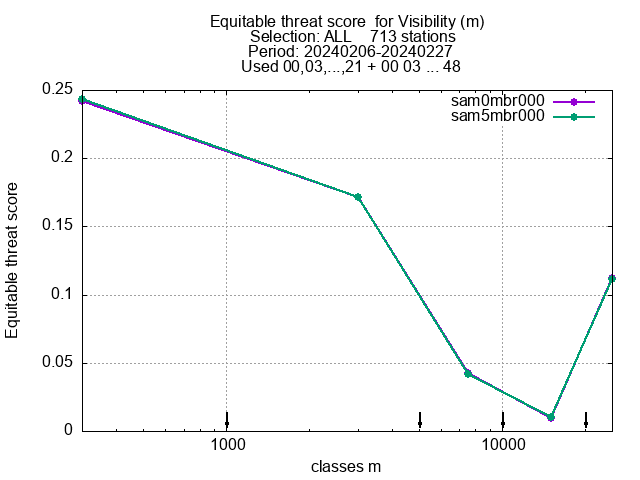 Equitable threat score  for Visibility (m)
Selection: ALL    713 stations
Period: 20240206-20240227
Used 00,03,...,21 + 00 03 ... 48
sam0mbr000
sam5mbr000
Equitable threat score
0.25
0.2
0.15
0.1
0.05
0
1000
10000
classes m